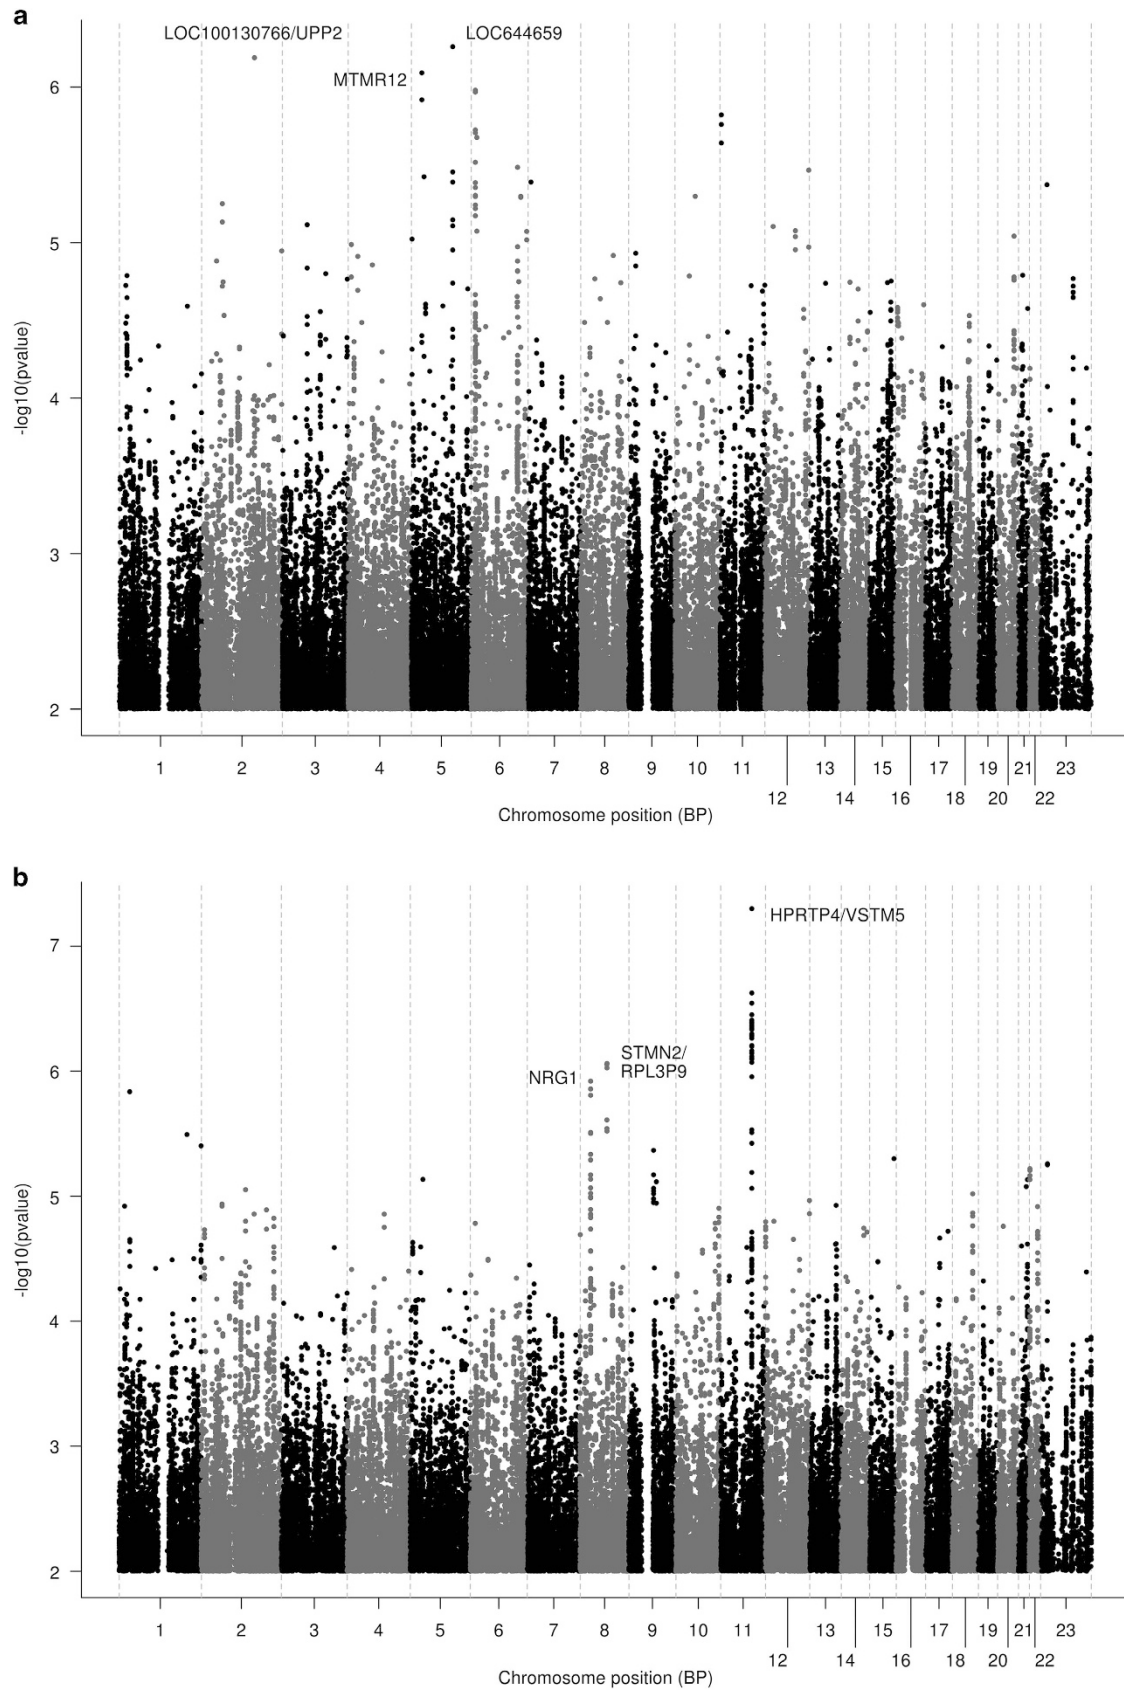 a
LOC100130766/UPP2
LOC644659
MTMR12
6
5
4
3
2
-log10(pvalue)
1 2 3 4 5 6 7 8 9 10 11 13 15 17 19 21 23
12 14 16 18 20 22
Chromosome position (BP)
b
HPRTP4/VSTM5
STMN2/
RPL3P9
NRG1
7
6
5
4
3
2
-log10(pvalue)
1 2 3 4 5 6 7 8 9 10 11 13 15 17 19 21 23
12 14 16 18 20 22
Chromosome position (BP)